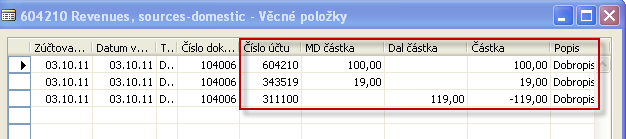 604210 Revenues, sources-domestic - Věcné položky
Zúčtova... Datum v... T... Číslo dok... Číslo účtu MD částka Dal částka Částka Popis
03.10.11 03.10.11 D... 104006 604210 100,00 100,00 Dobropis
03.10.11 03.10.11 D... 104006 343519 19,00 19,00 Dobropis
03.10.11 03.10.11 D... 104006 311100 119,00 -119,00 Dobropis